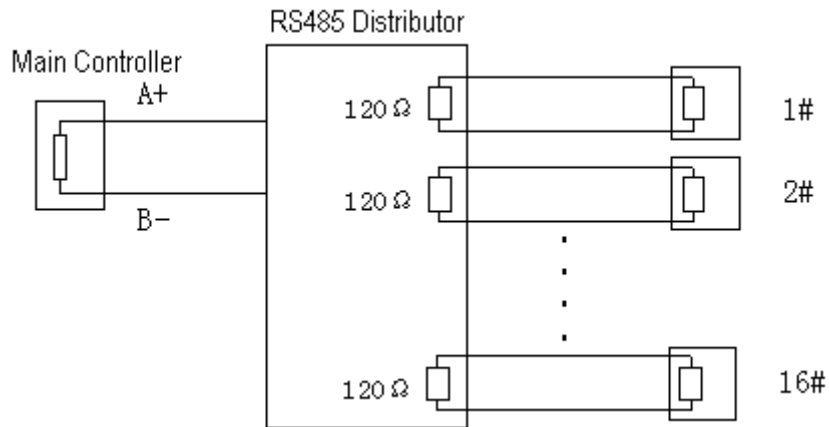 RS485 Distributor
Main Controller
A+
B-
120Ω
1#
120Ω
2#
120Ω
16#